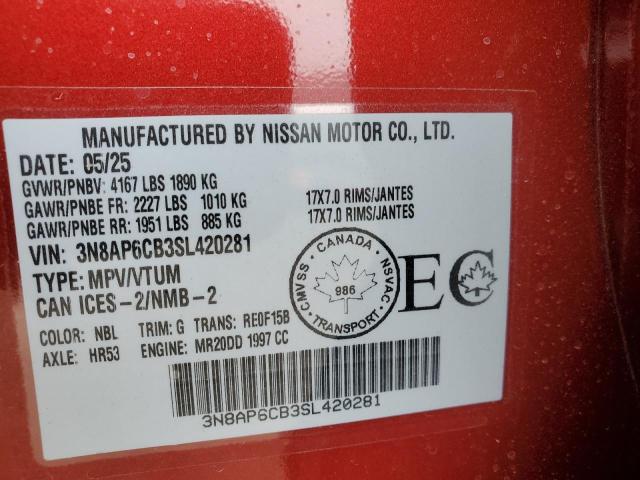 MANUFACTURED BY NISSAN MOTOR CO., LTD.
DATE: 05/25
GVWR/PNBV: 4167 LBS 1890 KG
GAWR/PNBE FR: 2227 LBS 1010 KG 17X7.0 RIMS/JANTES
GAWR/PNBE RR: 1951 LBS 885 KG 17X7.0 RIMS/JANTES
VIN: 3N8AP6CB3SL420281
TYPE: MPV/VTUM
CAN ICES-2/NMB-2
CANADA
CMVSS
NSVAC
986
TRANSPORT
EC
COLOR: NBL TRIM: G TRANS: RE0F15B
AXLE: HR53 ENGINE: MR20DD 1997 CC
3N8AP6CB3SL420281